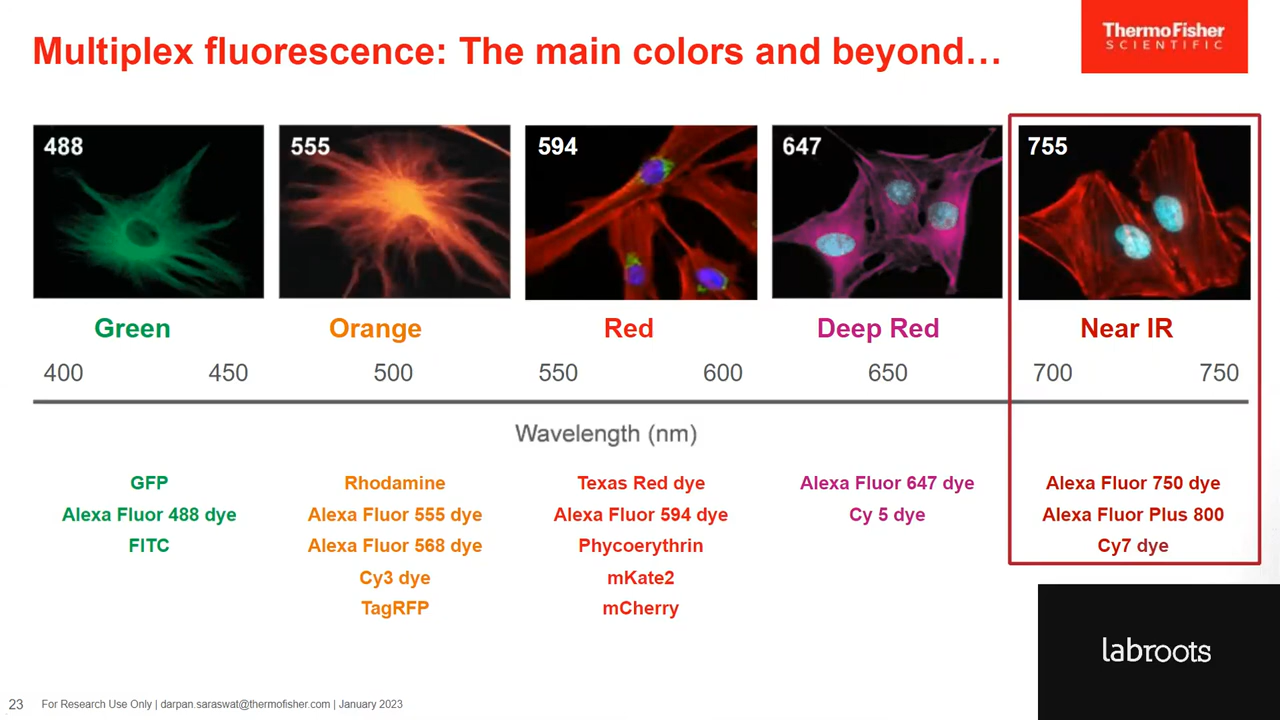 Multiplex fluorescence: The main colors and beyond…
ThermoFisher
SCIENTIFIC
488
555
594
647
755
Green
Orange
Red
Deep Red
Near IR
400
450
500
550
600
650
700
750
Wavelength (nm)
GFP
Alexa Fluor 488 dye
FITC
Rhodamine
Alexa Fluor 555 dye
Alexa Fluor 568 dye
Cy3 dye
TagRFP
Texas Red dye
Alexa Fluor 594 dye
Phycoerythrin
mKate2
mCherry
Alexa Fluor 647 dye
Cy 5 dye
Alexa Fluor 750 dye
Alexa Fluor Plus 800
Cy7 dye
labroots
23
For Research Use Only | darpan.saraswat@thermofisher.com | January 2023